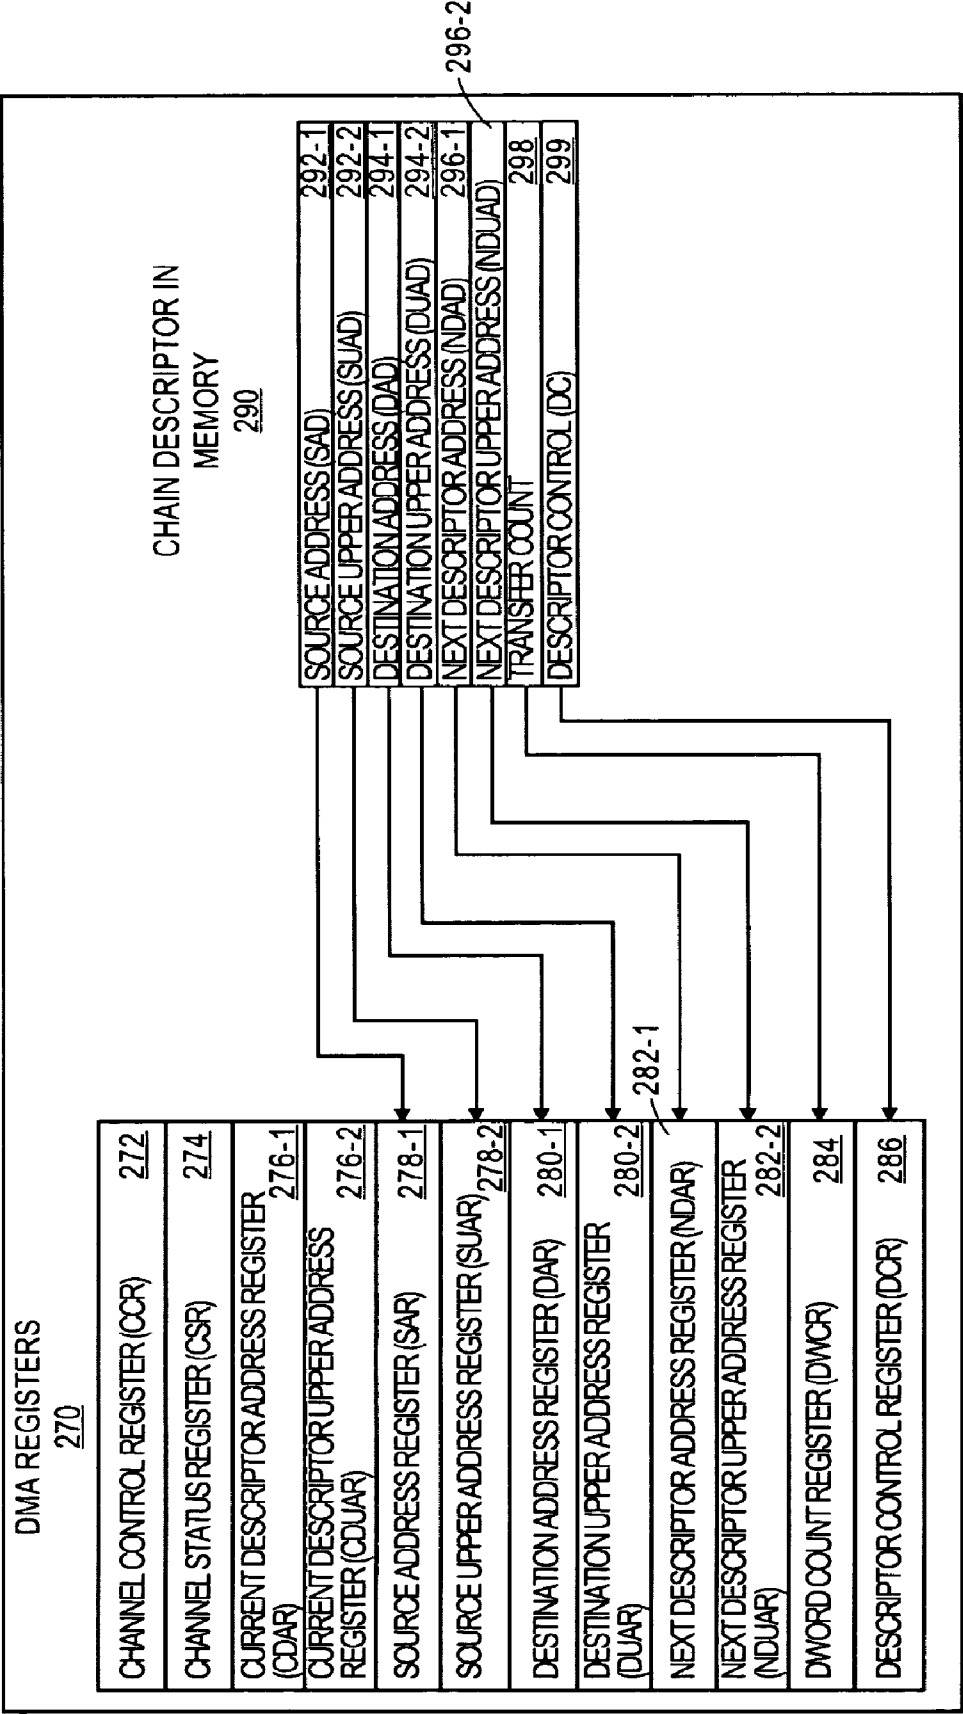 DMA REGISTERS
270
CHANNEL CONTROL REGISTER (CCR) 272
CHANNEL STATUS REGISTER (CSR) 274
CURRENT DESCRIPTOR ADDRESS REGISTER
(CDAR) 276-1
CURRENT DESCRIPTOR UPPER ADDRESS
REGISTER (CDUAR) 276-2
SOURCE ADDRESS REGISTER (SAR) 278-1
SOURCE UPPER ADDRESS REGISTER (SUAR) 278-2
DESTINATION ADDRESS REGISTER (DAR) 280-1
DESTINATION UPPER ADDRESS REGISTER
(DUAR) 280-2
NEXT DESCRIPTOR ADDRESS REGISTER (NDAR)
282-1
NEXT DESCRIPTOR UPPER ADDRESS REGISTER
(NDUAR) 282-2
DWORD COUNT REGISTER (DWCR) 284
DESCRIPTOR CONTROL REGISTER (DCR) 286
CHAIN DESCRIPTOR IN
MEMORY
290
SOURCE ADDRESS (SAD) 292-1
SOURCE UPPER ADDRESS (SUAD) 292-2
DESTINATION ADDRESS (DAD) 294-1
DESTINATION UPPER ADDRESS (DUAD) 294-2
NEXT DESCRIPTOR ADDRESS (NDAD) 296-1
NEXT DESCRIPTOR UPPER ADDRESS (NDUAD)
296-2
TRANSFER COUNT 298
DESCRIPTOR CONTROL (DC) 299